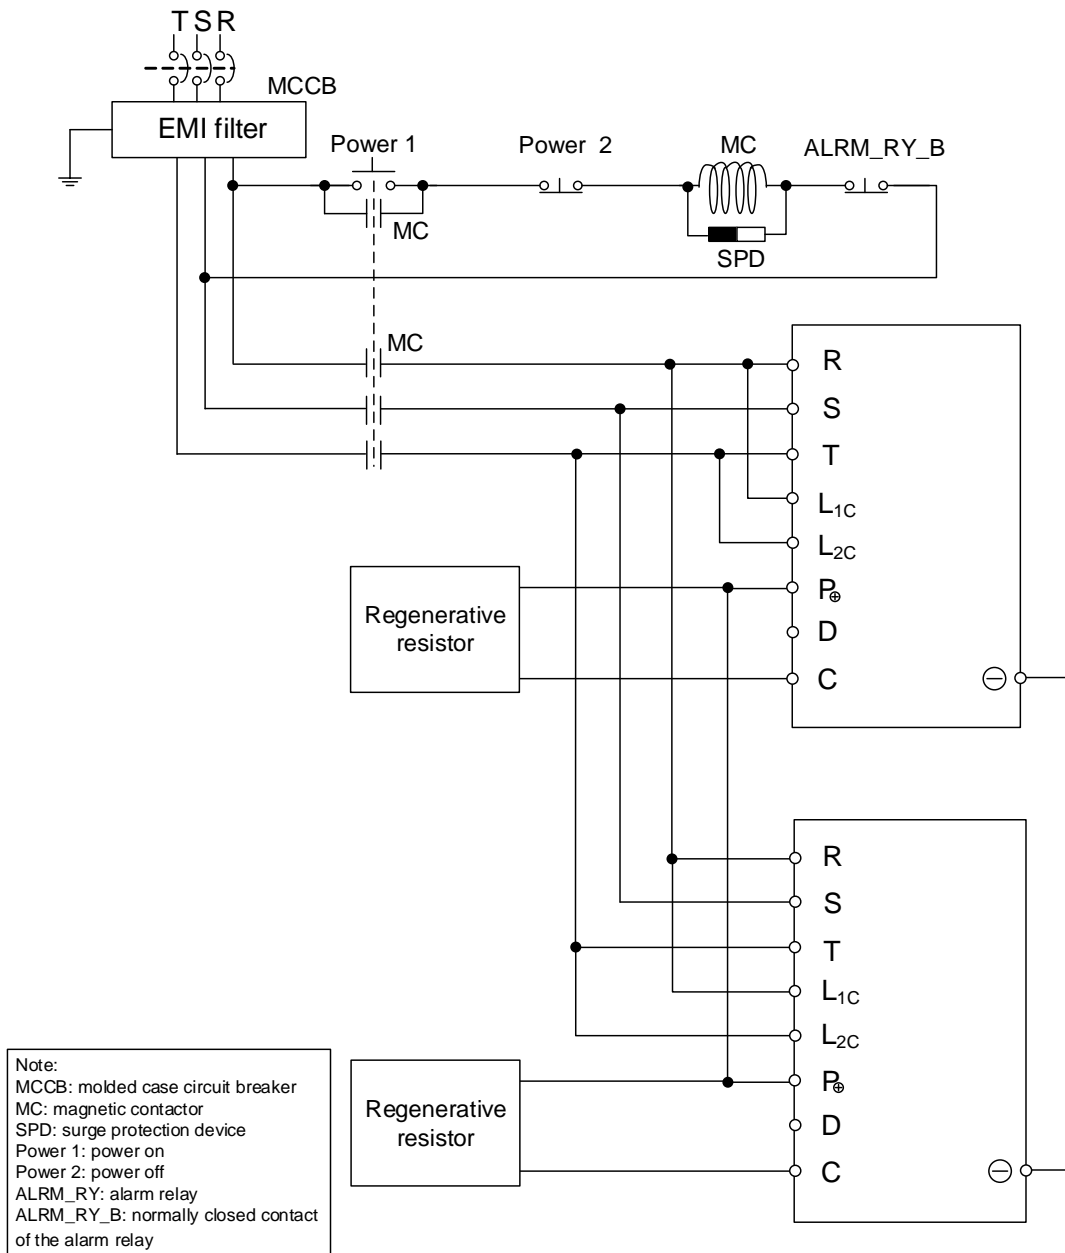 T S R
MCCB
EMI filter
Power 1
Power 2
MC
ALRM_RY_B
MC
SPD
MC
R
S
T
L1C
L2C
P⊕
D
C
⊖
Regenerative
resistor
R
S
T
L1C
L2C
P⊕
D
C
⊖
Regenerative
resistor
Note:
MCCB: molded case circuit breaker
MC: magnetic contactor
SPD: surge protection device
Power 1: power on
Power 2: power off
ALRM_RY: alarm relay
ALRM_RY_B: normally closed contact
of the alarm relay